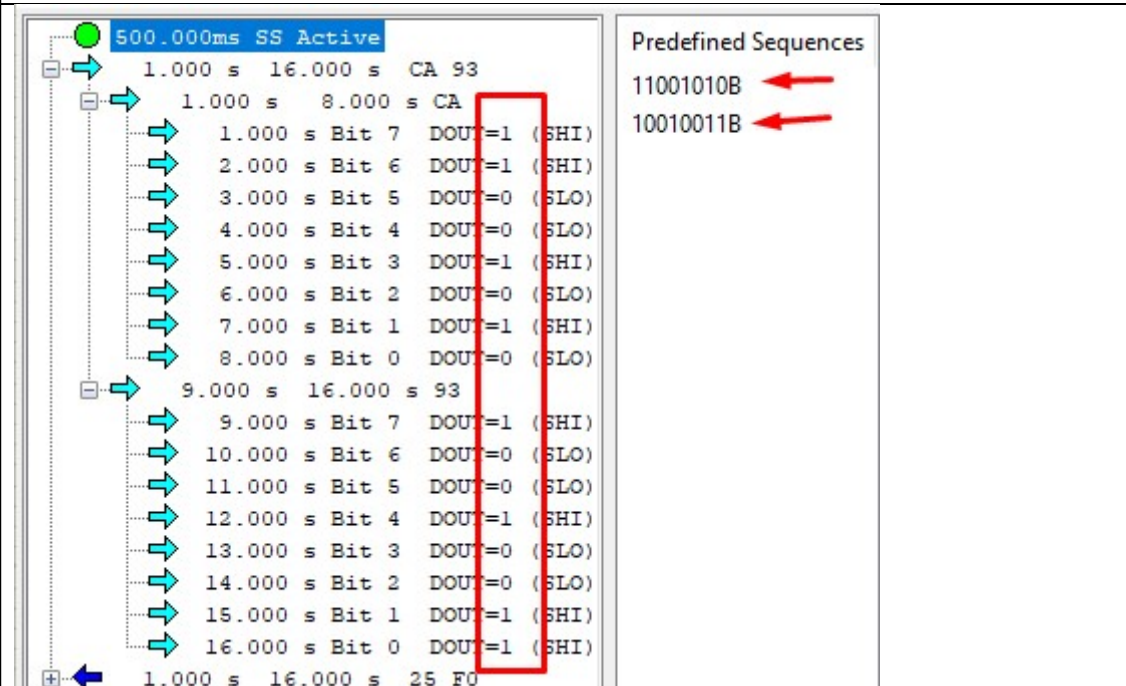 500.000ms SS Active
1.000 s 16.000 s CA 93
1.000 s 8.000 s CA
1.000 s Bit 7 DOUT=1 (SHI)
2.000 s Bit 6 DOUT=1 (SHI)
3.000 s Bit 5 DOUT=0 (SLO)
4.000 s Bit 4 DOUT=0 (SLO)
5.000 s Bit 3 DOUT=1 (SHI)
6.000 s Bit 2 DOUT=0 (SLO)
7.000 s Bit 1 DOUT=1 (SHI)
8.000 s Bit 0 DOUT=0 (SLO)
9.000 s 16.000 s 93
9.000 s Bit 7 DOUT=1 (SHI)
10.000 s Bit 6 DOUT=0 (SLO)
11.000 s Bit 5 DOUT=0 (SLO)
12.000 s Bit 4 DOUT=1 (SHI)
13.000 s Bit 3 DOUT=0 (SLO)
14.000 s Bit 2 DOUT=0 (SLO)
15.000 s Bit 1 DOUT=1 (SHI)
16.000 s Bit 0 DOUT=1 (SHI)
1.000 s 16.000 s 25 F0
Predefined Sequences
11001010B
10010011B